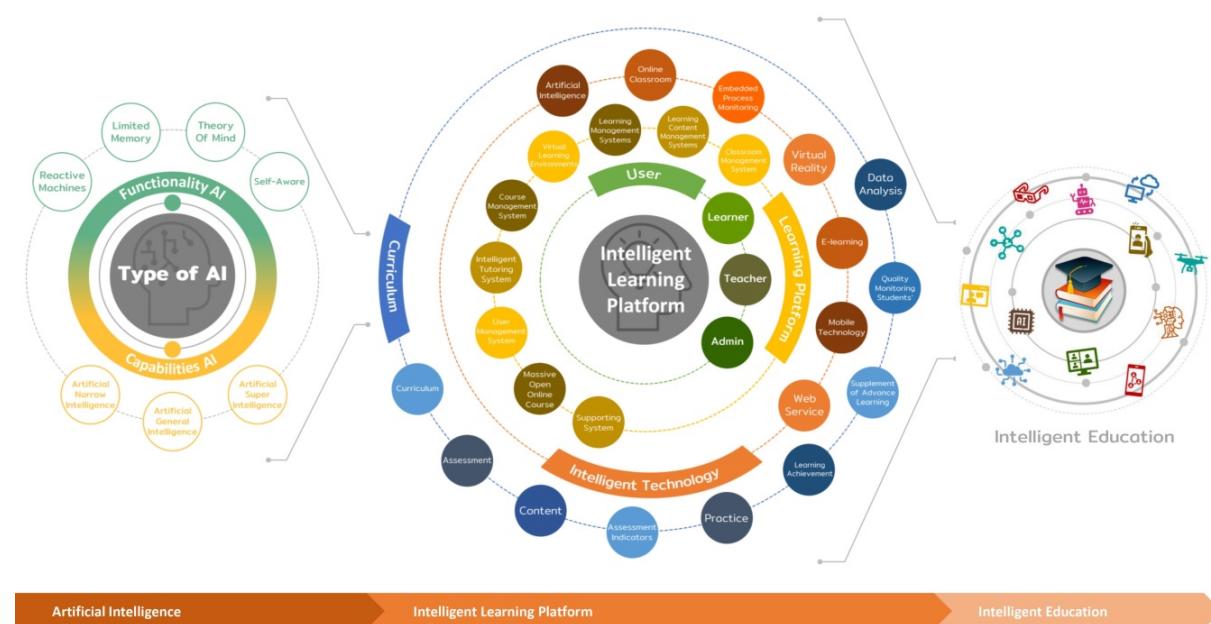 Limited
Memory
Theory
Of Mind
Reactive
Machines
Self-Aware
Functionality AI
Type of AI
Capabilities AI
Artificial
Narrow
Intelligence
Artificial
General
Intelligence
Artificial
Super
Intelligence
Curriculum
Artificial
Intelligence
Online
Classroom
Embedded
Process
Monitoring
Virtual
Reality
E-learning
Mobile
Technology
Web
Service
Intelligent Technology
Learning
Management
Systems
Learning
Content
Management
Systems
Classroom
Management
System
Virtual
Learning
Environments
Course
Management
System
Intelligent
Tutoring
System
User
Management
System
Massive
Open
Online
Course
Supporting
System
Learning Platform
User
Learner
Teacher
Admin
Intelligent
Learning
Platform
Data
Analysis
Quality
Monitoring
Students'
Supplement
of Advance
Learning
Learning
Achievement
Practice
Assessment
Indicators
Content
Assessment
Curriculum
AI
Intelligent Education
Artificial Intelligence
Intelligent Learning Platform
Intelligent Education